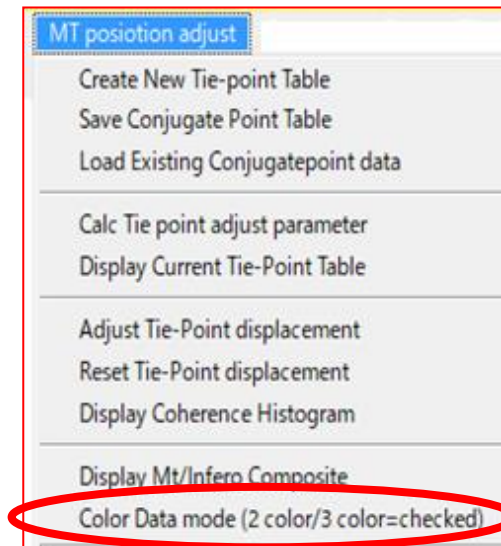 MT posiotion adjust
Create New Tie-point Table
Save Conjugate Point Table
Load Existing Conjugatepoint data
Calc Tie point adjust parameter
Display Current Tie-Point Table
Adjust Tie-Point displacement
Reset Tie-Point displacement
Display Coherence Histogram
Display Mt/Infero Composite
Color Data mode (2 color/3 color=checked)